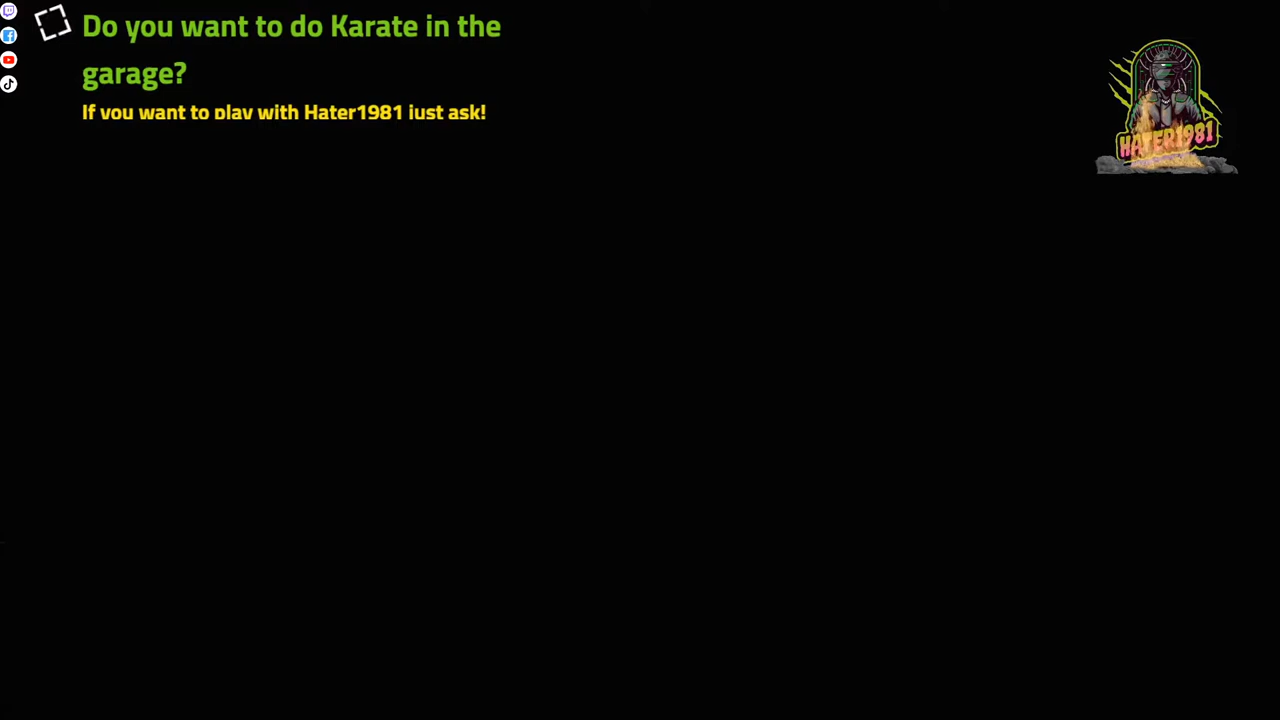 Do you want to do Karate in the
garage?
If you want to play with Hater1981 just ask!
HATER1981